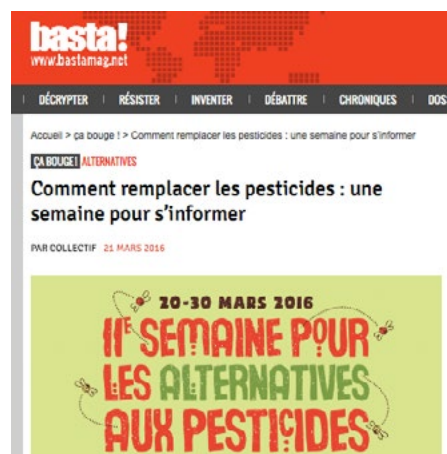 basta!
www.bastamag.net
DÉCRYPTER | RÉSISTER | INVENTER | DÉBATTRE | CHRONIQUES | DOS
Accueil > ça bouge ! > Comment remplacer les pesticides : une semaine pour s'informer
ÇA BOUGE ! ALTERNATIVES
Comment remplacer les pesticides : une
semaine pour s'informer
PAR COLLECTIF 21 MARS 2016
20-30 MARS 2016
11E SEMAINE POUR
LES ALTERNATIVES
AUX PESTICIDES